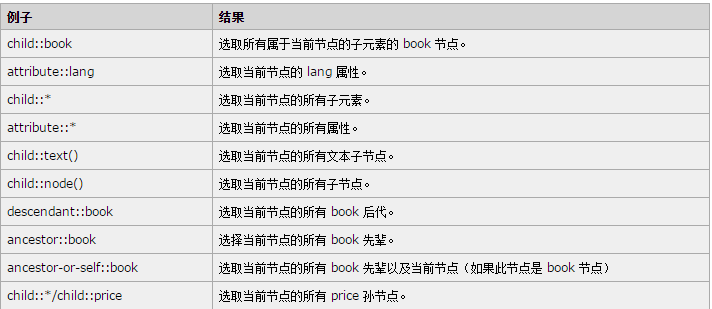 例子 结果
child::book 选取所有属于当前节点的子元素的 book 节点。
attribute::lang 选取当前节点的 lang 属性。
child::* 选取当前节点的所有子元素。
attribute::* 选取当前节点的所有属性。
child::text() 选取当前节点的所有文本子节点。
child::node() 选取当前节点的所有子节点。
descendant::book 选取当前节点的所有 book 后代。
ancestor::book 选择当前节点的所有 book 先辈。
ancestor-or-self::book 选取当前节点的所有 book 先辈以及当前节点（如果此节点是 book 节点）
child::*/child::price 选取当前节点的所有 price 孙节点。